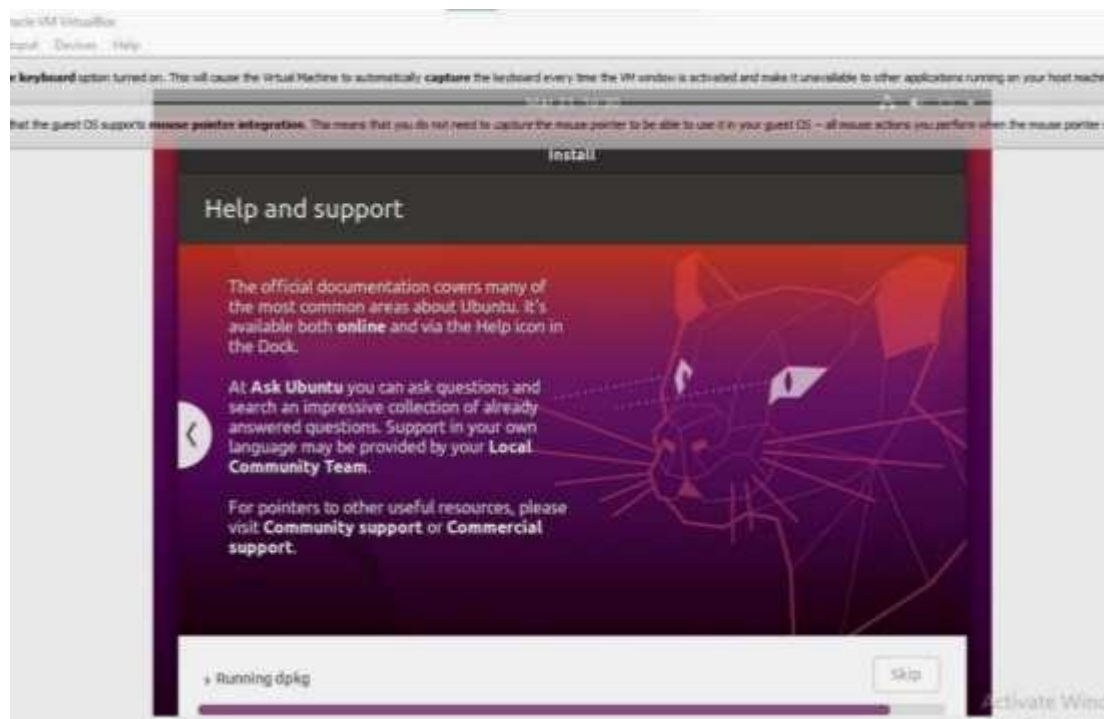 Oracle VM VirtualBox
Input Devices Help
keyboard option turned on. This will cause the Virtual Machine to automatically capture the keyboard every time the VM window is activated and make it unavailable to other applications running on your host
that the guest OS supports mouse pointer integration. This means that you do not need to capture the mouse pointer to be able to use it in your guest OS -- all mouse actions you perform when the mouse pointer
Install
Help and support
The official documentation covers many of
the most common areas about Ubuntu. It's
available both online and via the Help icon in
the Dock.
At Ask Ubuntu you can ask questions and
search an impressive collection of already
answered questions. Support in your own
language may be provided by your Local
Community Team.
For pointers to other useful resources, please
visit Community support or Commercial
support.
Running dpkg
Skip
Activate